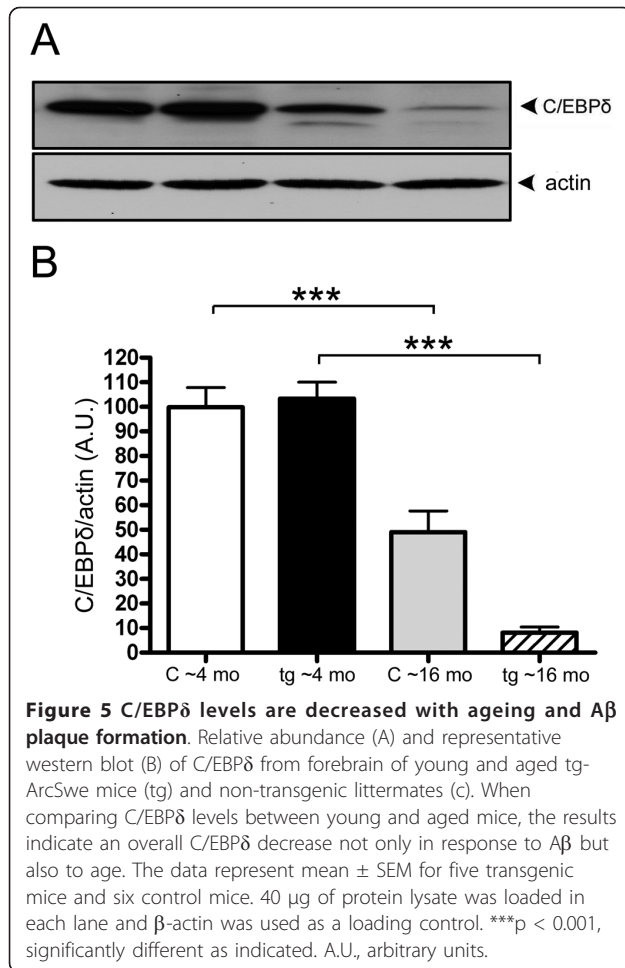 A
C/EBPδ
actin
B
***
***
C/EBPδ/actin (A.U.)
120
110
100
90
80
70
60
50
40
30
20
10
0
C ~4 mo
tg ~4 mo
C ~16 mo
tg ~16 mo
Figure 5 C/EBPδ levels are decreased with ageing and Aβ
plaque formation. Relative abundance (A) and representative
western blot (B) of C/EBPδ from forebrain of young and aged tg-
ArcSwe mice (tg) and non-transgenic littermates (c). When
comparing C/EBPδ levels between young and aged mice, the results
indicate an overall C/EBPδ decrease not only in response to Aβ but
also to age. The data represent mean ± SEM for five transgenic
mice and six control mice. 40 μg of protein lysate was loaded in
each lane and β-actin was used as a loading control. ***p < 0.001,
significantly different as indicated. A.U., arbitrary units.